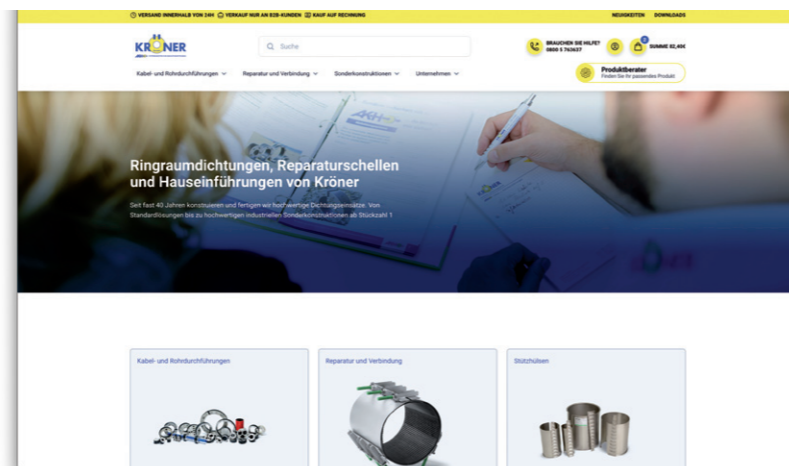 VERSAND INNERHALB VON 24H VERKAUF NUR AN B2B-KUNDEN KAUF AUF RECHNUNG
NEUIGKEITEN DOWNLOADS
KRÖNER
Suche
BRAUCHEN SIE HILFE?
0800 5 763637
2
SUMME 82,40€
Kabel- und Rohrdurchführungen
Reparatur und Verbindung
Sonderkonstruktionen
Unternehmen
Produktberater
Finden Sie Ihr passendes Produkt
Ringraumdichtungen, Reparaturschellen
und Hauseinführungen von Kröner
Seit fast 40 Jahren konstruieren und fertigen wir hochwertige Dichtungseinsätze. Von
Standardlösungen bis zu hochwertigen industriellen Sonderkonstruktionen ab Stückzahl 1
Kabel- und Rohrdurchführungen
Reparatur und Verbindung
Stützhülsen